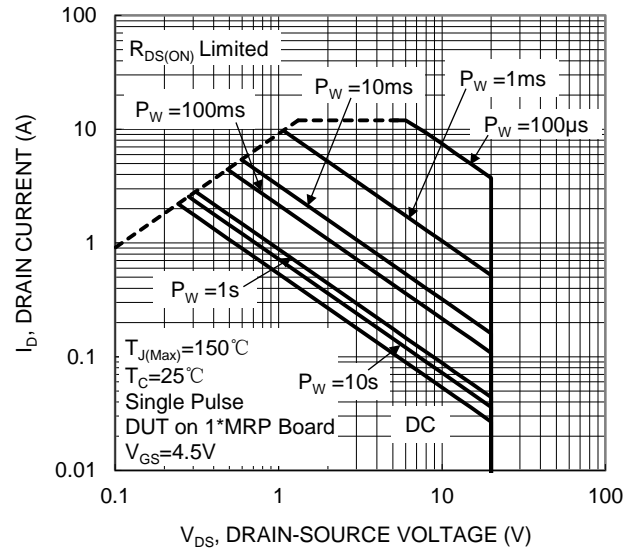 100
R_DS(ON) Limited
P_W =10ms
P_W =1ms
P_W =100ms
P_W =100µs
10
I_D, DRAIN CURRENT (A)
1
P_W =1s
0.1
T_J(Max)=150℃
T_C=25℃
P_W =10s
Single Pulse
DUT on 1*MRP Board
DC
V_GS=4.5V
0.01
0.1
1
10
100
V_DS, DRAIN-SOURCE VOLTAGE (V)